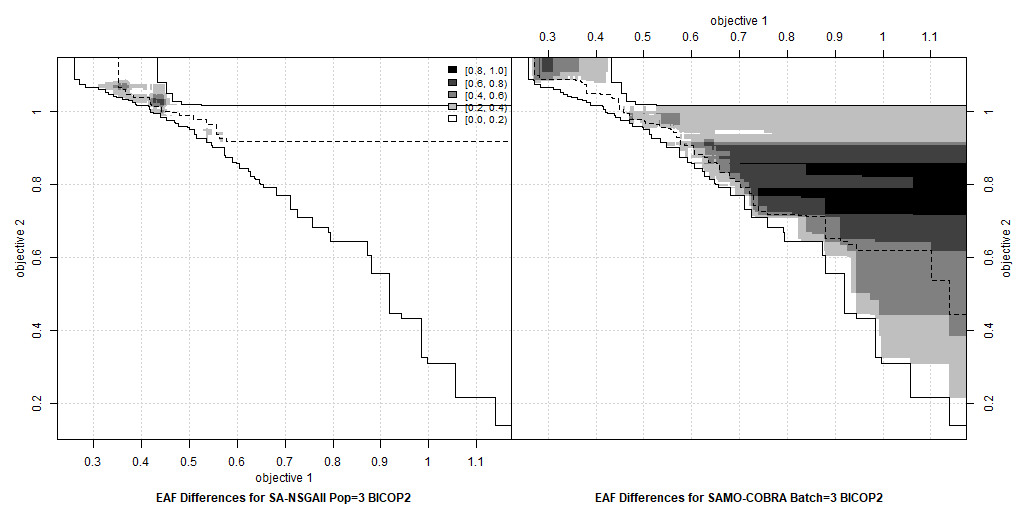 objective 1
0.3 0.4 0.5 0.6 0.7 0.8 0.9 1 1.1
[0.8, 1.0]
[0.6, 0.8)
[0.4, 0.6)
[0.2, 0.4)
[0.0, 0.2)
objective 2
0.2 0.4 0.6 0.8 1
0.2 0.4 0.6 0.8 1
objective 2
0.3 0.4 0.5 0.6 0.7 0.8 0.9 1 1.1
objective 1
EAF Differences for SA-NSGAII Pop=3 BICOP2
EAF Differences for SAMO-COBRA Batch=3 BICOP2